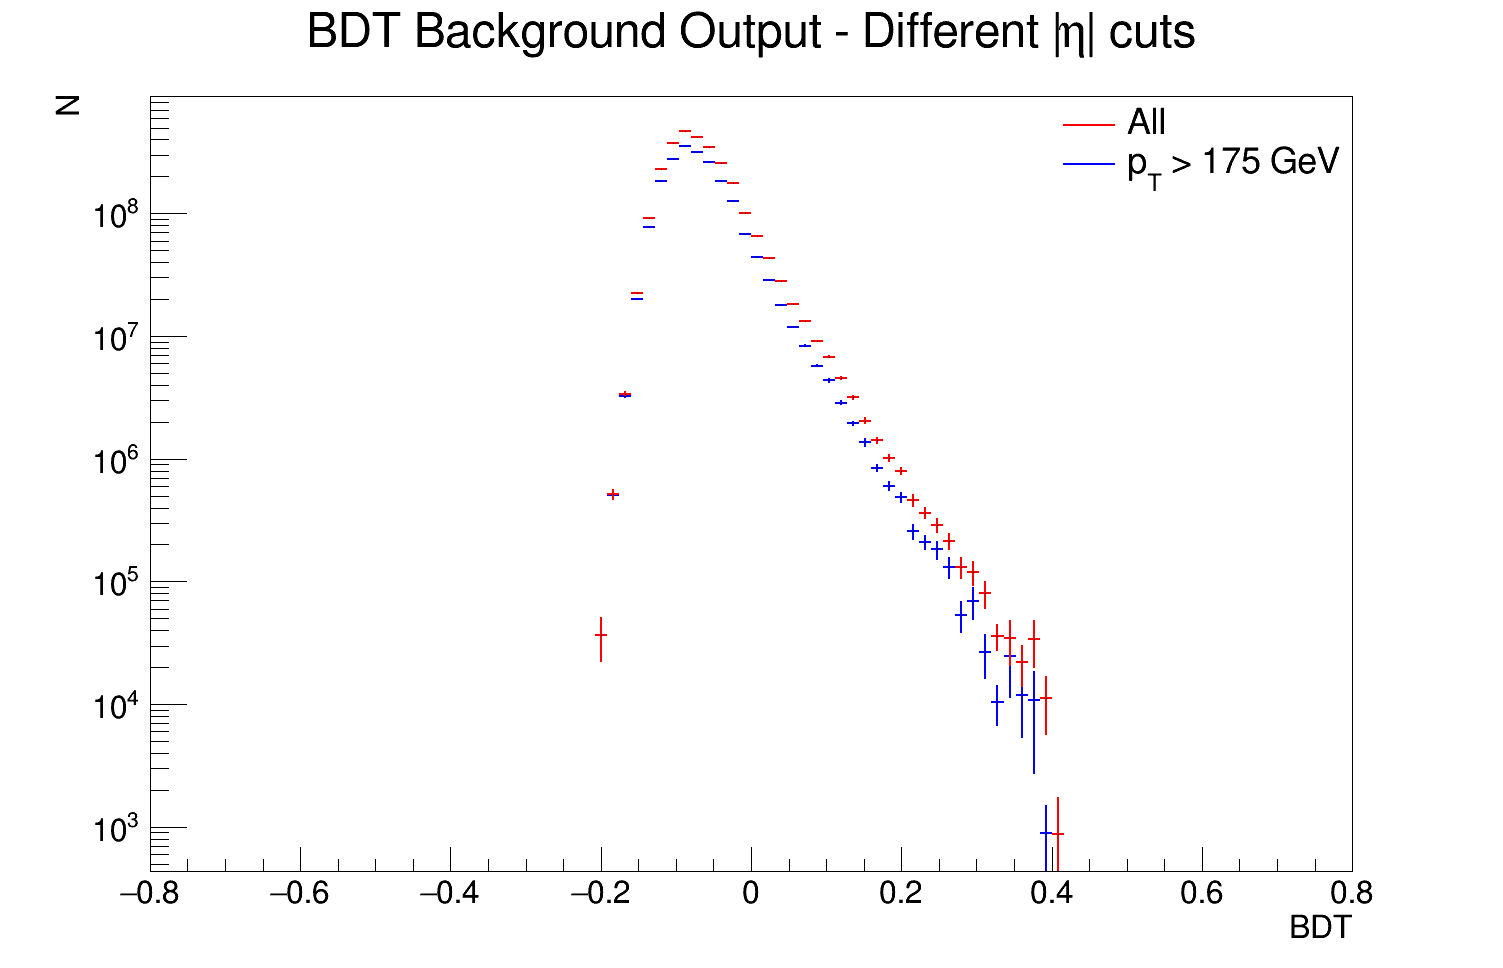 BDT Background Output - Different |η| cuts
N
All
p_T > 175 GeV
10^8
10^7
10^6
10^5
10^4
10^3
−0.8 −0.6 −0.4 −0.2 0 0.2 0.4 0.6 0.8
BDT